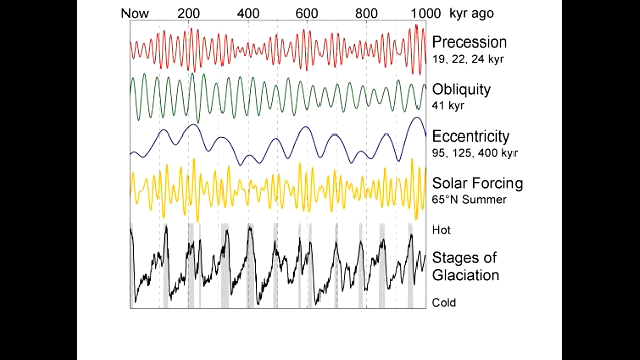 Now 200 400 600 800 1000 kyr ago
Precession
19, 22, 24 kyr
Obliquity
41 kyr
Eccentricity
95, 125, 400 kyr
Solar Forcing
65°N Summer
Hot
Stages of
Glaciation
Cold